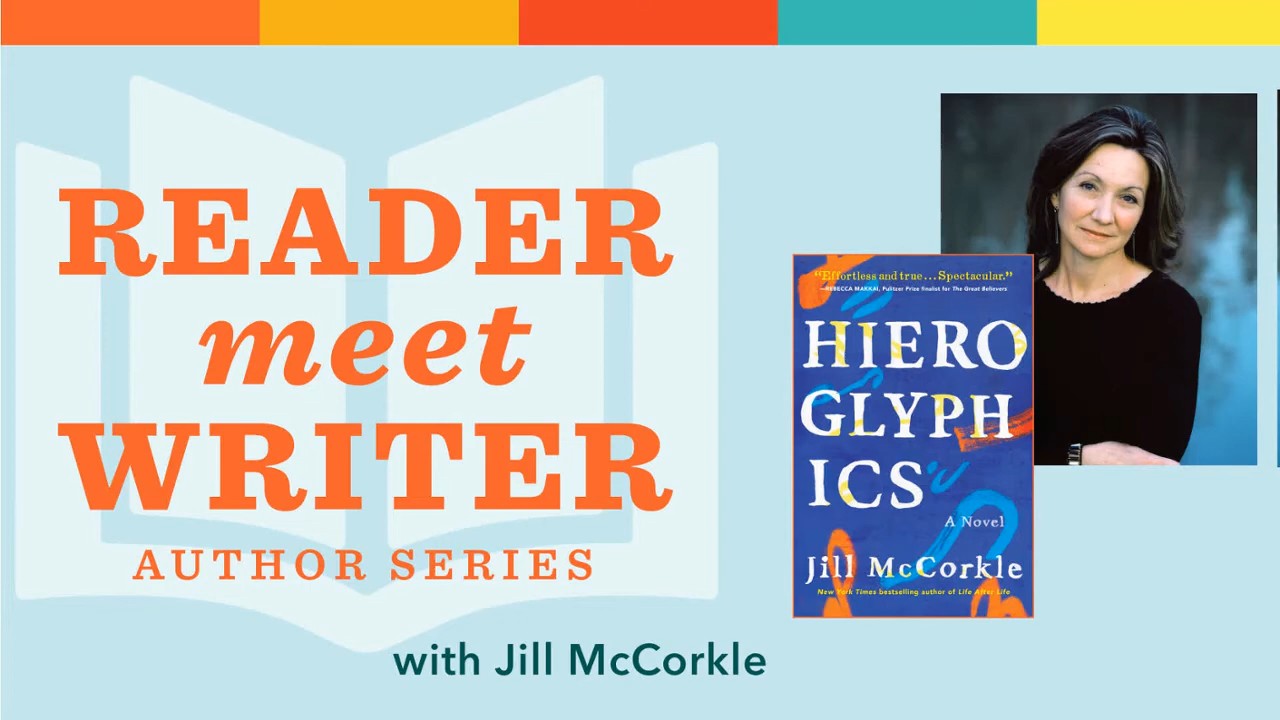 READER
meet
WRITER
AUTHOR SERIES
with Jill McCorkle
“Effortless and true...Spectacular.”
—REBECCA MAKKAI, Pulitzer Prize finalist for The Great Believers
HIERO
GLYPH
ICS
A Novel
Jill McCorkle
New York Times bestselling author of Life After Life